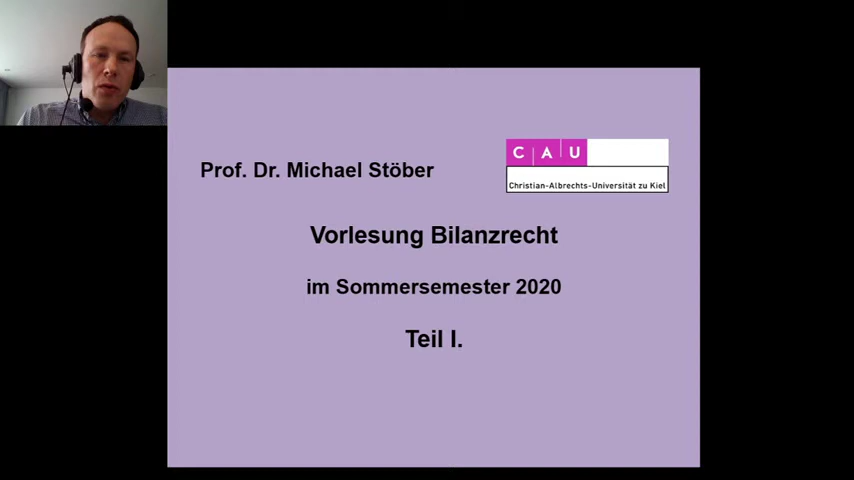 Prof. Dr. Michael Stöber
C A U
Christian-Albrechts-Universität zu Kiel
Vorlesung Bilanzrecht
im Sommersemester 2020
Teil I.